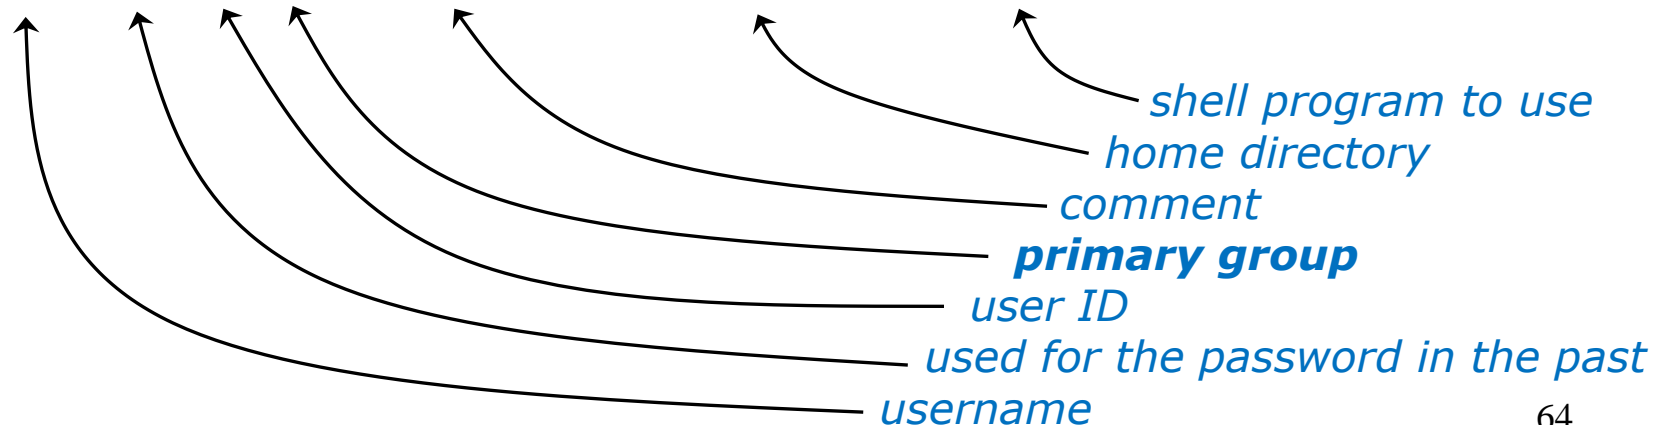 shell program to use
home directory
comment
primary group
user ID
used for the password in the past
username
64